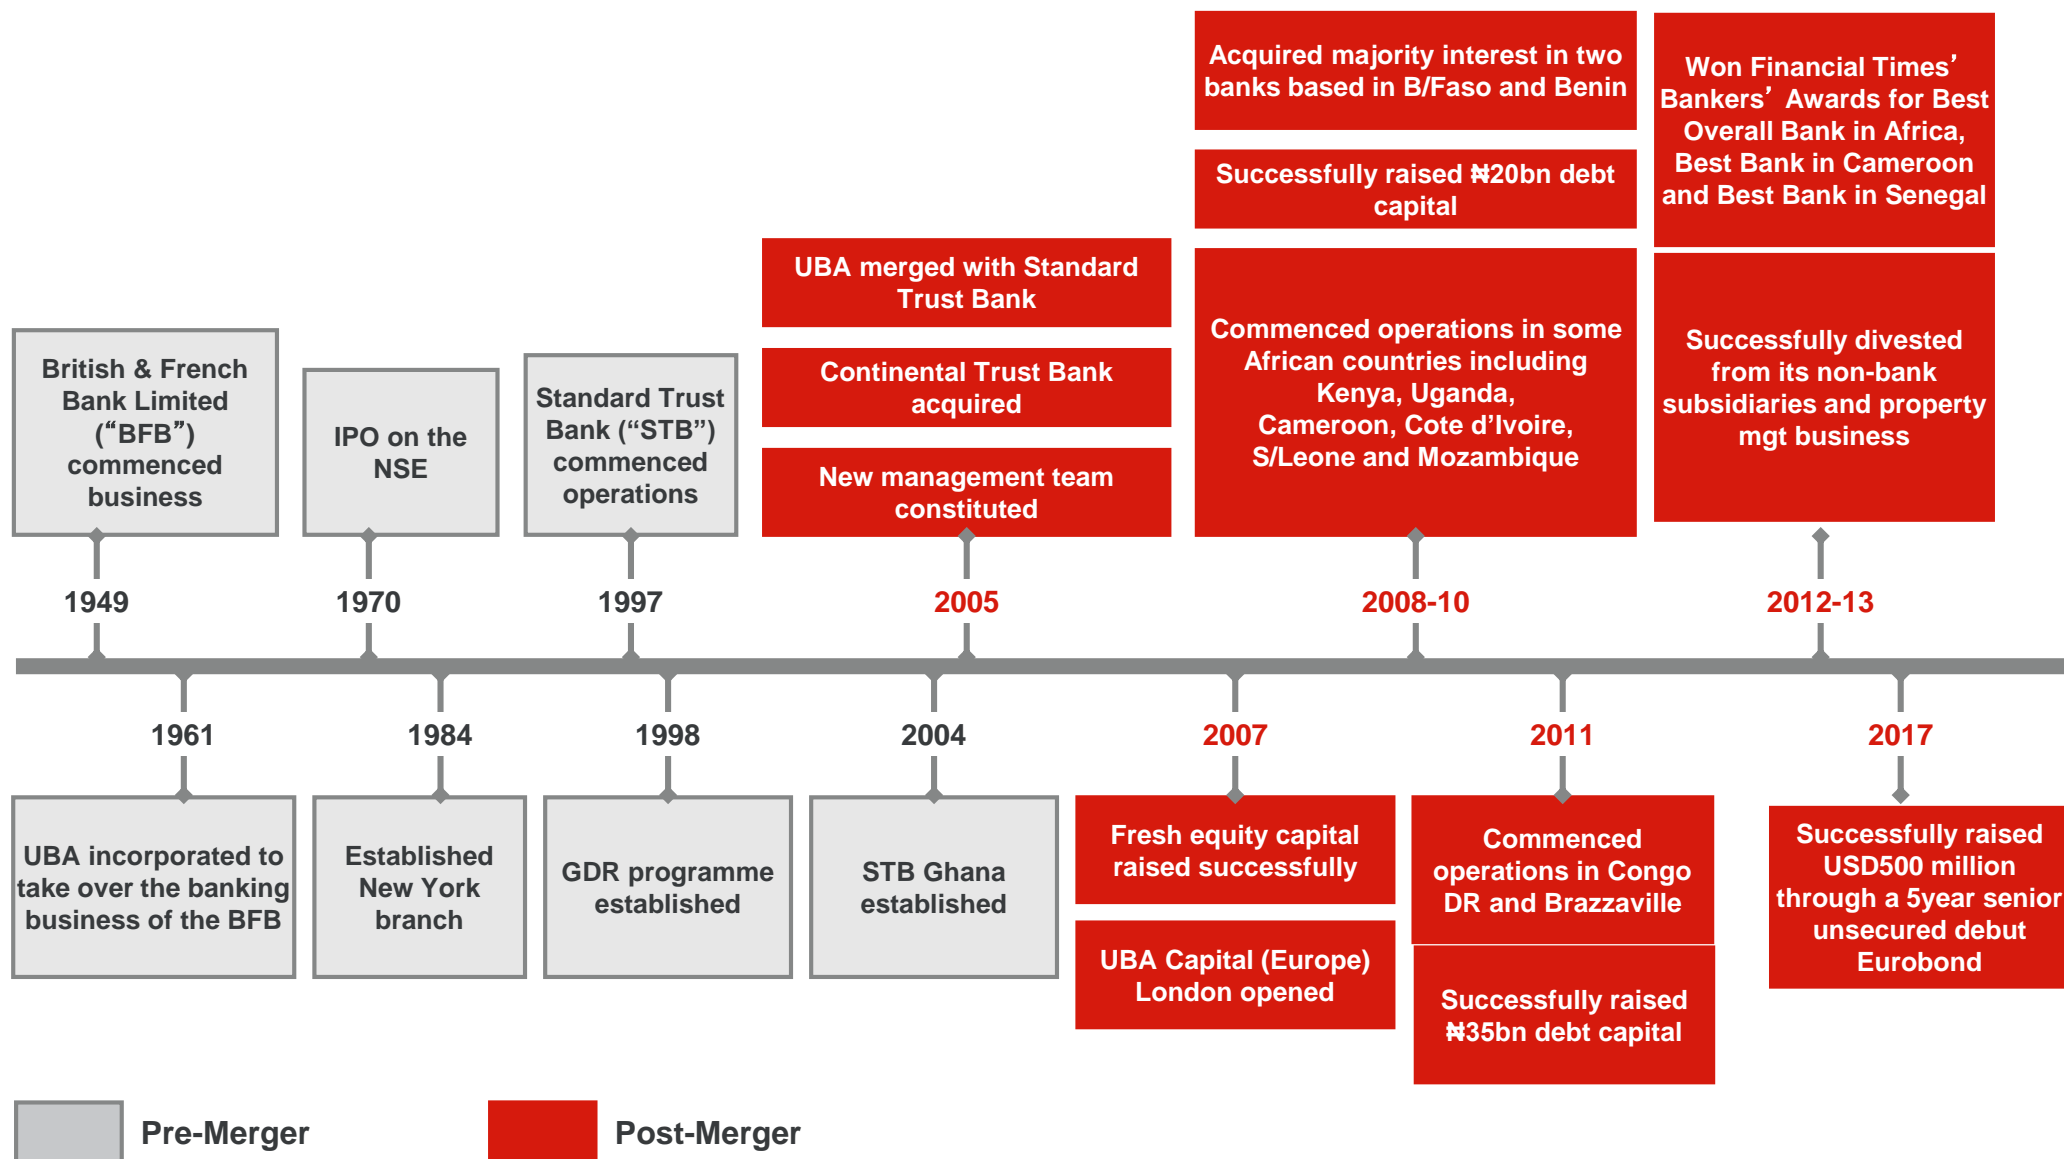 Acquired majority interest in two
banks based in B/Faso and Benin
Successfully raised ₦20bn debt
capital
Commenced operations in some
African countries including
Kenya, Uganda,
Cameroon, Cote d'Ivoire,
S/Leone and Mozambique
Won Financial Times’
Bankers’ Awards for Best
Overall Bank in Africa,
Best Bank in Cameroon
and Best Bank in Senegal
Successfully divested
from its non-bank
subsidiaries and property
mgt business
UBA merged with Standard
Trust Bank
Continental Trust Bank
acquired
New management team
constituted
British & French
Bank Limited
(“BFB”)
commenced
business
IPO on the
NSE
Standard Trust
Bank (“STB”)
commenced
operations
1949
1970
1997
2005
2008-10
2012-13
1961
1984
1998
2004
2007
2011
2017
UBA incorporated to
take over the banking
business of the BFB
Established
New York
branch
GDR programme
established
STB Ghana
established
Fresh equity capital
raised successfully
UBA Capital (Europe)
London opened
Commenced
operations in Congo
DR and Brazzaville
Successfully raised
₦35bn debt capital
Successfully raised
USD500 million
through a 5year senior
unsecured debut
Eurobond
Pre-Merger
Post-Merger